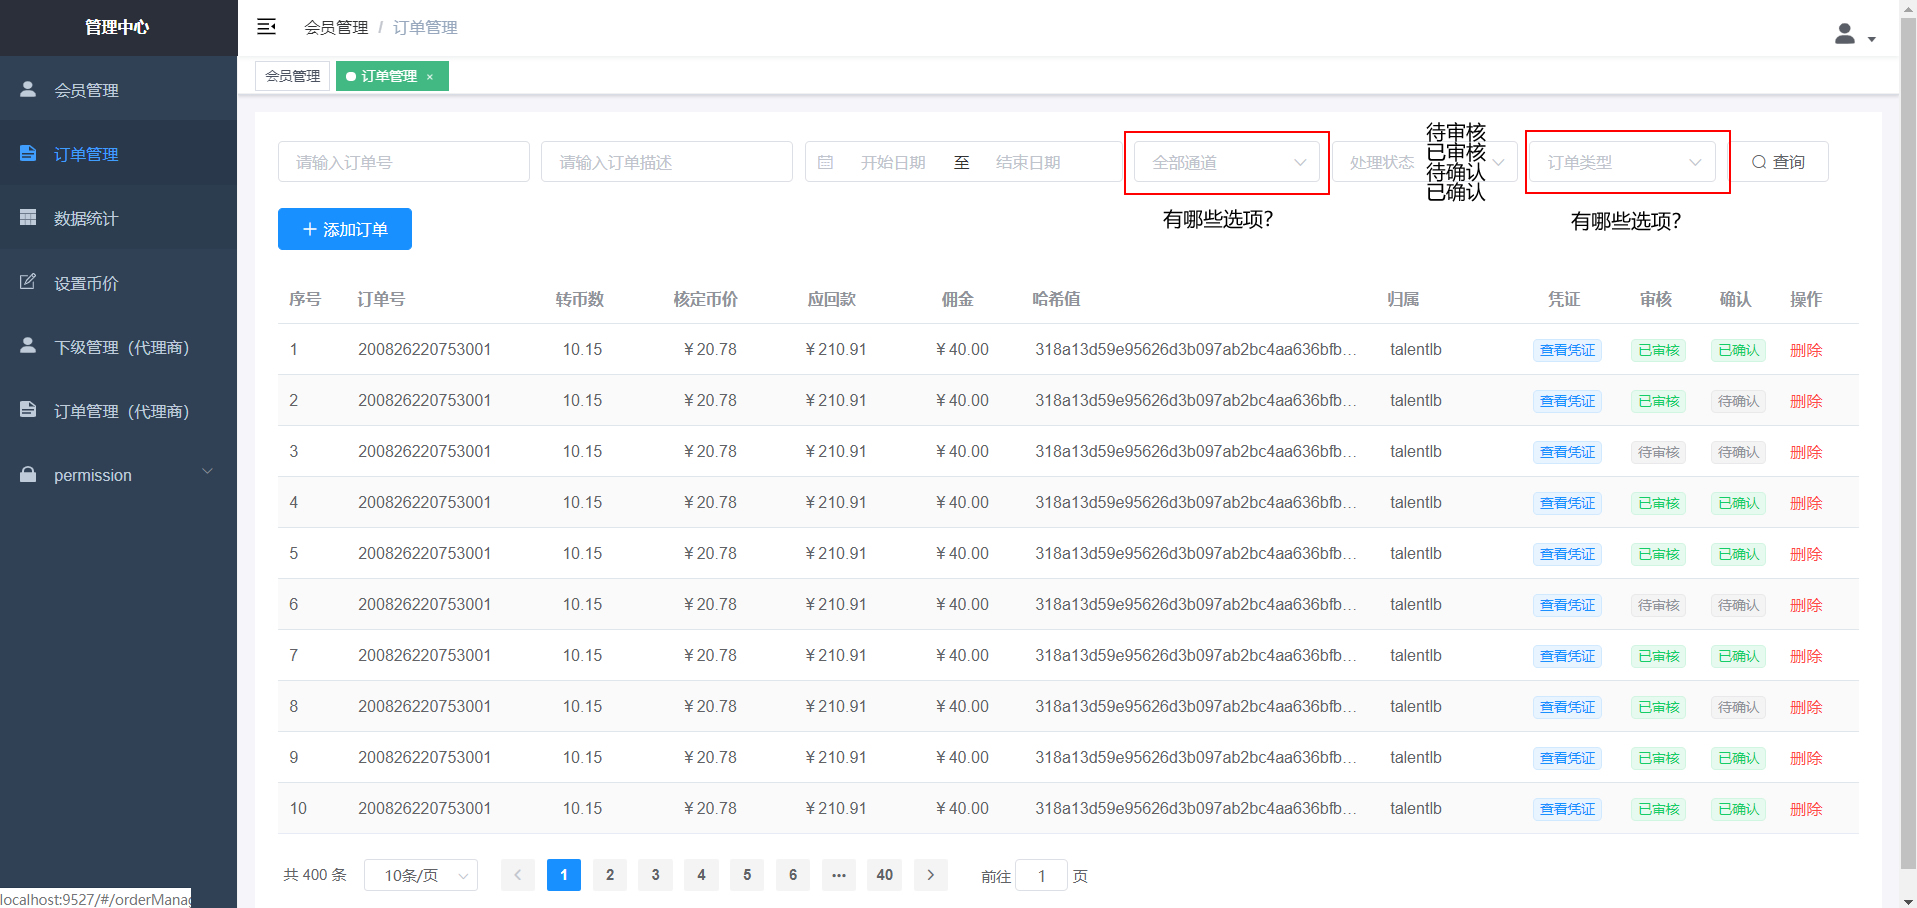 管理中心
会员管理 / 订单管理
会员管理
订单管理 ×
会员管理
订单管理
数据统计
设置币价
下级管理（代理商）
订单管理（代理商）
permission
请输入订单号
请输入订单描述
开始日期 至 结束日期
全部通道
处理状态
待审核
已审核
待确认
已确认
订单类型
查询
有哪些选项?
有哪些选项?
添加订单
序号 订单号 转币数 核定币价 应回款 佣金 哈希值 归属 凭证 审核 确认 操作
1 200826220753001 10.15 ￥20.78 ￥210.91 ￥40.00 318a13d59e95626d3b097ab2bc4aa636bfb... talentlb 查看凭证 已审核 已确认 删除
2 200826220753001 10.15 ￥20.78 ￥210.91 ￥40.00 318a13d59e95626d3b097ab2bc4aa636bfb... talentlb 查看凭证 已审核 待确认 删除
3 200826220753001 10.15 ￥20.78 ￥210.91 ￥40.00 318a13d59e95626d3b097ab2bc4aa636bfb... talentlb 查看凭证 待审核 待确认 删除
4 200826220753001 10.15 ￥20.78 ￥210.91 ￥40.00 318a13d59e95626d3b097ab2bc4aa636bfb... talentlb 查看凭证 已审核 已确认 删除
5 200826220753001 10.15 ￥20.78 ￥210.91 ￥40.00 318a13d59e95626d3b097ab2bc4aa636bfb... talentlb 查看凭证 已审核 已确认 删除
6 200826220753001 10.15 ￥20.78 ￥210.91 ￥40.00 318a13d59e95626d3b097ab2bc4aa636bfb... talentlb 查看凭证 待审核 待确认 删除
7 200826220753001 10.15 ￥20.78 ￥210.91 ￥40.00 318a13d59e95626d3b097ab2bc4aa636bfb... talentlb 查看凭证 已审核 已确认 删除
8 200826220753001 10.15 ￥20.78 ￥210.91 ￥40.00 318a13d59e95626d3b097ab2bc4aa636bfb... talentlb 查看凭证 已审核 待确认 删除
9 200826220753001 10.15 ￥20.78 ￥210.91 ￥40.00 318a13d59e95626d3b097ab2bc4aa636bfb... talentlb 查看凭证 已审核 已确认 删除
10 200826220753001 10.15 ￥20.78 ￥210.91 ￥40.00 318a13d59e95626d3b097ab2bc4aa636bfb... talentlb 查看凭证 已审核 已确认 删除
共 400 条 10条/页 1 2 3 4 5 6 ... 40 前往 1 页
localhost:9527/#/orderManag